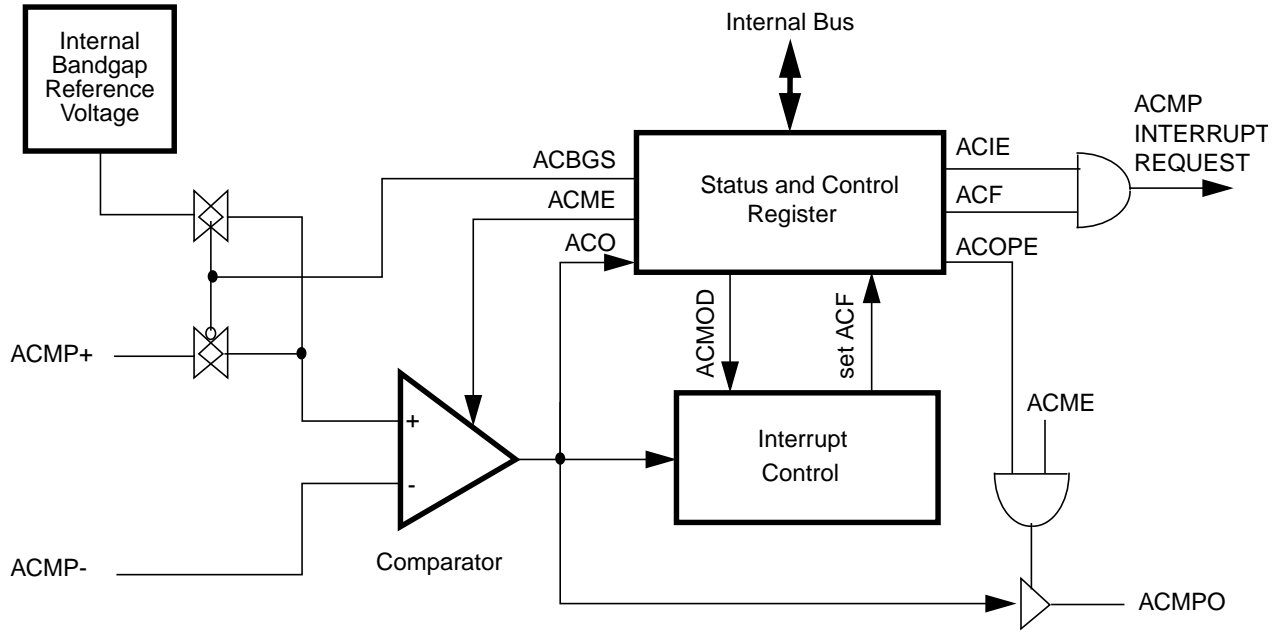 Internal
Bandgap
Reference
Voltage
Internal Bus
ACMP
INTERRUPT
REQUEST
ACBGS
ACME
ACO
Status and Control
Register
ACIE
ACF
ACOPE
ACMOD
set ACF
ACMP+
ACME
+
-
Interrupt
Control
Comparator
ACMP-
ACMPO